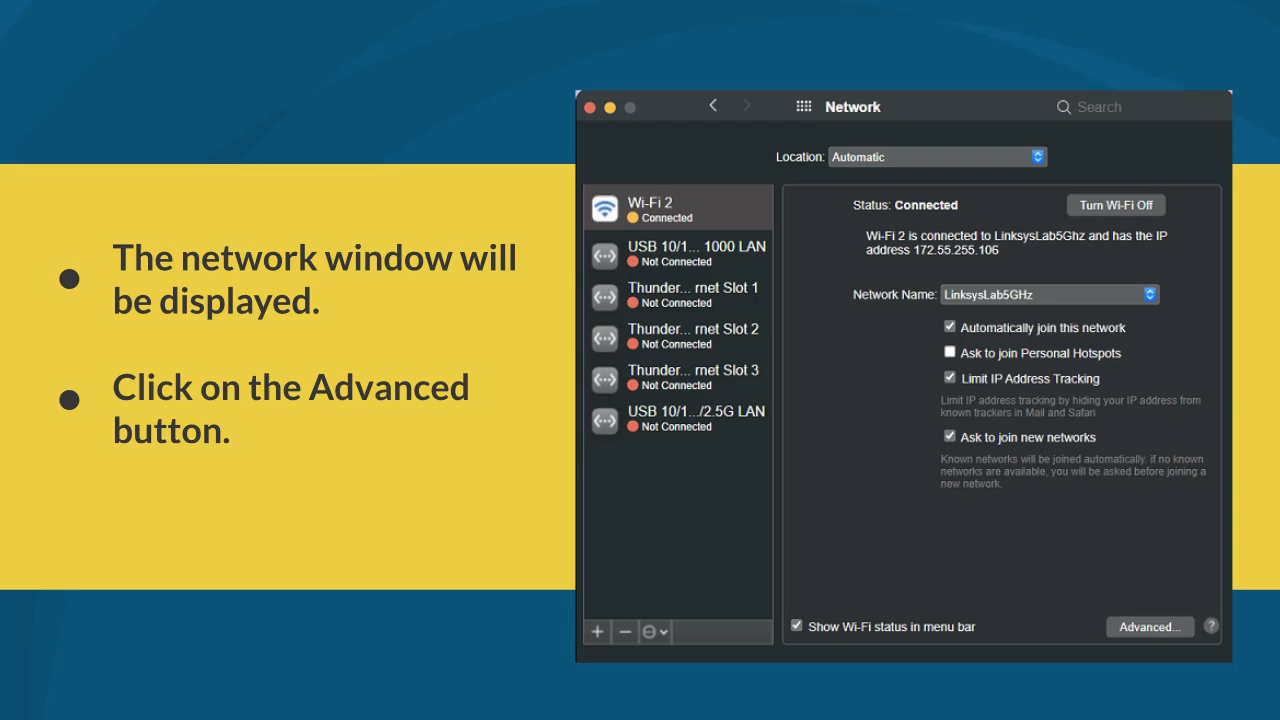 The network window will
be displayed.
Click on the Advanced
button.
Network
Search
Location: Automatic
Wi-Fi 2
Connected
USB 10/1... 1000 LAN
Not Connected
Thunder... rnet Slot 1
Not Connected
Thunder... rnet Slot 2
Not Connected
Thunder... rnet Slot 3
Not Connected
USB 10/1.../2.5G LAN
Not Connected
Status: Connected
Turn Wi-Fi Off
Wi-Fi 2 is connected to LinksysLab5Ghz and has the IP
address 172.55.255.106
Network Name: LinksysLab5GHz
Automatically join this network
Ask to join Personal Hotspots
Limit IP Address Tracking
Limit IP address tracking by hiding your IP address from
known trackers in Mail and Safari
Ask to join new networks
Known networks will be joined automatically. if no known
networks are available, you will be asked before joining a
new network.
Show Wi-Fi status in menu bar
Advanced...
?